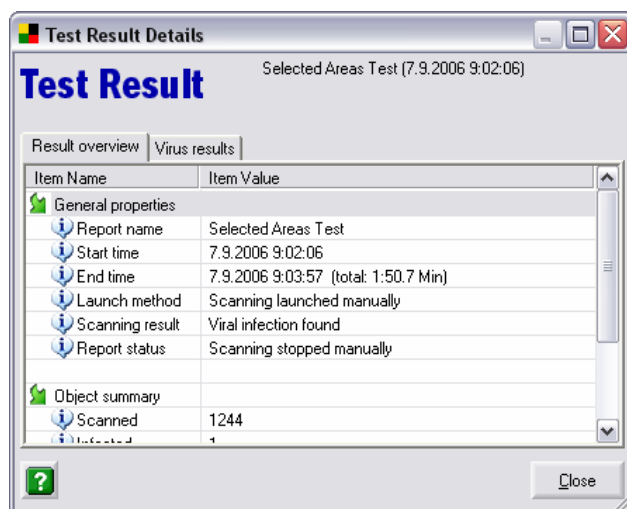 Test Result Details
Test Result
Selected Areas Test (7.9.2006 9:02:06)
Result overview Virus results
Item Name Item Value
General properties
Report name Selected Areas Test
Start time 7.9.2006 9:02:06
End time 7.9.2006 9:03:57 (total: 1:50.7 Min)
Launch method Scanning launched manually
Scanning result Viral infection found
Report status Scanning stopped manually
Object summary
Scanned 1244
Infected 1
? Close